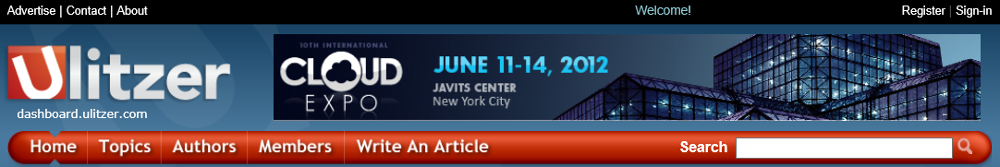 Advertise | Contact | About
Welcome!
Register | Sign-in
Ulitzer
dashboard.ulitzer.com
10TH INTERNATIONAL
CLOUD
EXPO
JUNE 11-14, 2012
JAVITS CENTER
New York City
Home
Topics
Authors
Members
Write An Article
Search